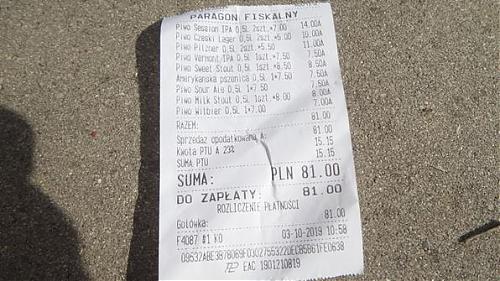 PARAGON FISKALNY
Piwo Session IPA 0,5L 2szt.*7.00 14.00A
Piwo Czeski Lager 0,5L 2szt.*5.00 10.00A
Piwo Pilzner 0,5L 2szt.*5.50 11.00A
Piwo Vermont IPA 0,5L 1szt.*7.50 7.50A
Piwo Sweet Stout 0,5L 1szt.*8.50 8.50A
Amerykańska pszenica 0,5L 1*7.50 7.50A
Piwo Sour Ale 0,5L 1*7.50 7.50A
Piwo Milk Stout 0,5L 1szt.*8.00 8.00A
Piwo Witbier 0,5L 1*7.00 7.00A
RAZEM: 81.00
Sprzedaż opodatkowana A: 81.00
Kwota PTU A 23% 15.15
SUMA PTU 15.15
SUMA: PLN 81.00
DO ZAPŁATY: 81.00
ROZLICZENIE PŁATNOŚCI
Gotówka: 81.00
F4087 #1 KO 03-10-2019 10:58
EAC 1901210819